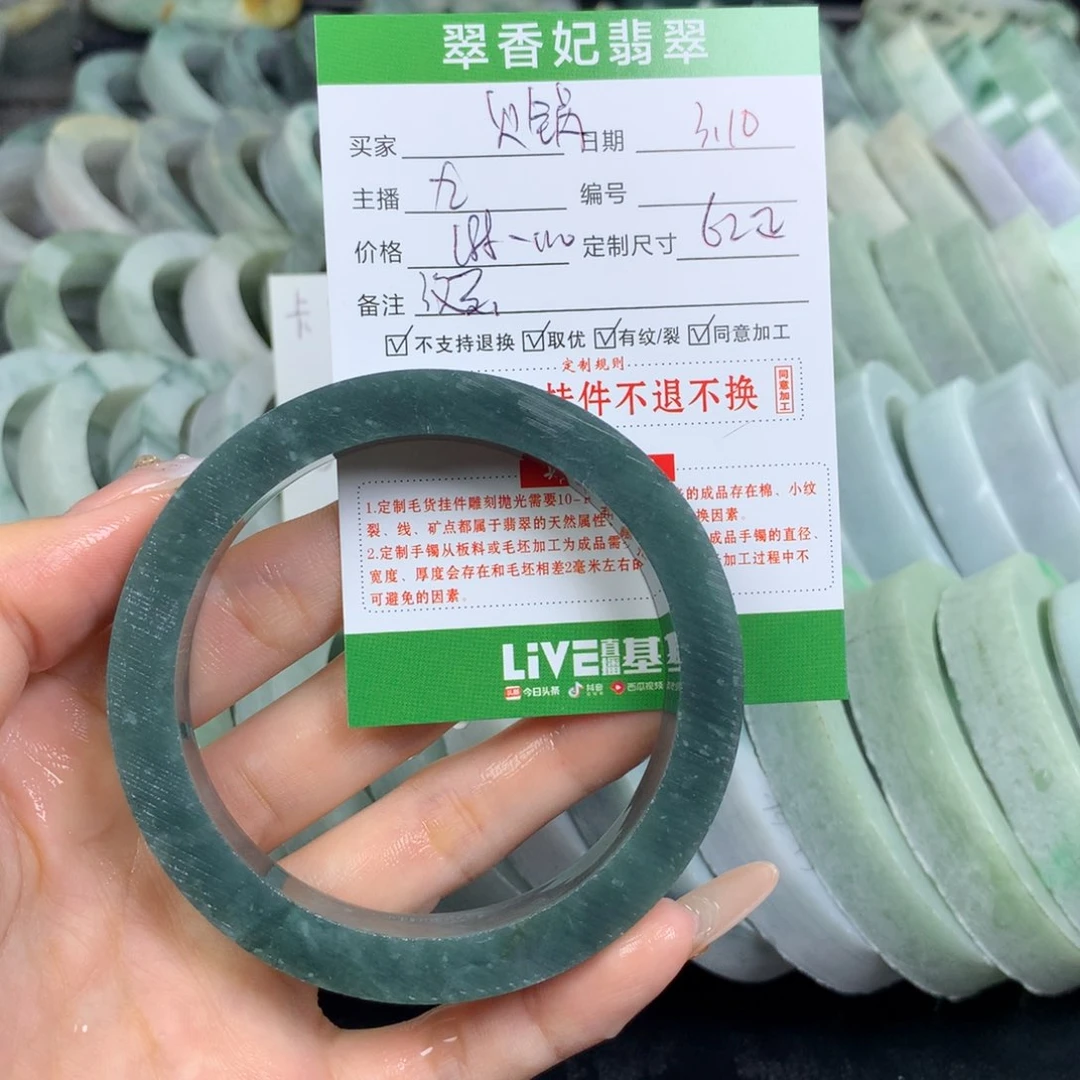 翠香妃翡翠
买家 日期 3.10
主播 九 编号
价格 定制尺寸 622
备注
不支持退换 取优 有纹/裂 同意加工
定制规则
挂件不退不换 同意加工
1.定制毛货挂件雕刻抛光需要10-
的成品存在棉、小纹
裂、线、矿点都属于翡翠的天然属性
换因素。
2.定制手镯从板料或毛坯加工为成品需
成品手镯的直径、
宽度、厚度会存在和毛坯相差2毫米左右的
加工过程中不
可避免的因素。
LiVE直播基
头条 今日头条 抖音 西瓜视频
卡